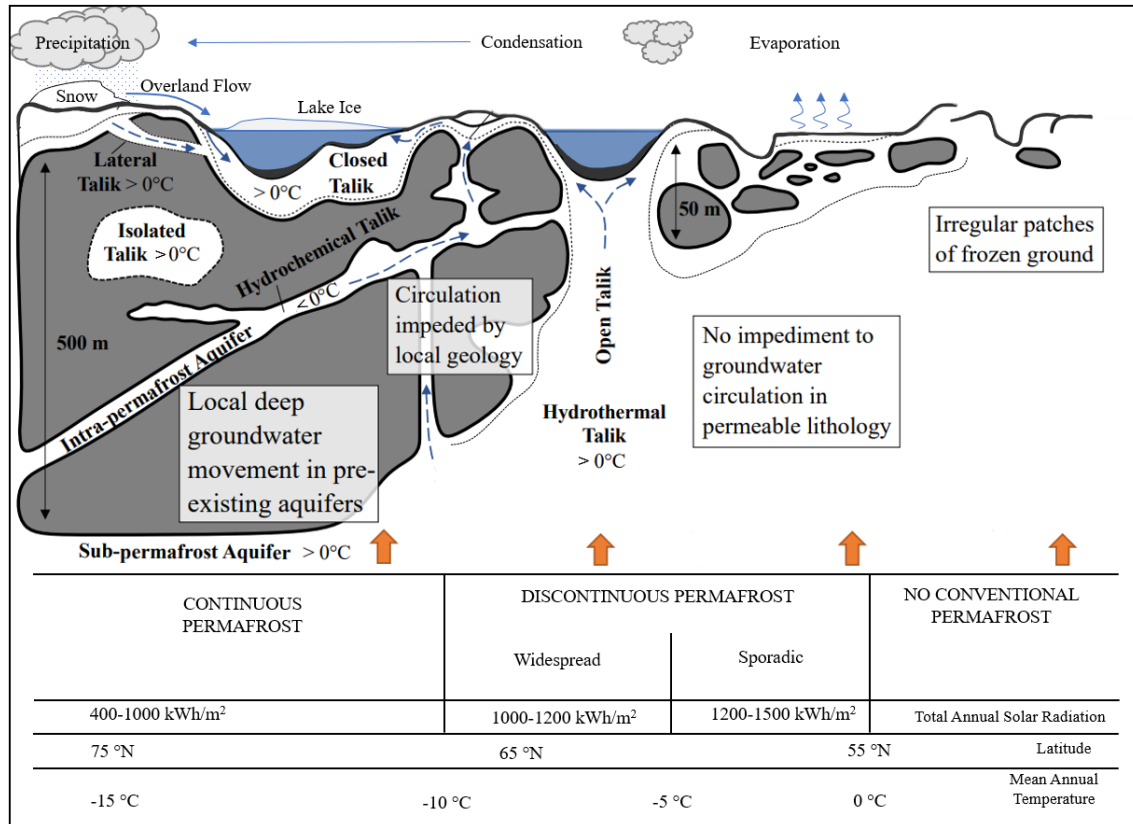 Precipitation
Condensation
Evaporation
Snow
Overland Flow
Lake Ice
Lateral
Talik > 0°C
> 0°C
Closed
Talik
50 m
Isolated
Talik >0°C
Hydrochemical Talik
< 0°C
Irregular patches
of frozen ground
500 m
Circulation
impeded by
local geology
Open Talik
No impediment to
groundwater
circulation in
permeable lithology
Intra-permafrost Aquifer
Local deep
groundwater
movement in pre-
existing aquifers
Hydrothermal
Talik
> 0°C
Sub-permafrost Aquifer > 0°C
CONTINUOUS
PERMAFROST
DISCONTINUOUS PERMAFROST
NO CONVENTIONAL
PERMAFROST
Widespread
Sporadic
400-1000 kWh/m²
1000-1200 kWh/m²
1200-1500 kWh/m²
Total Annual Solar Radiation
75 °N
65 °N
55 °N
Latitude
-15 °C
-10 °C
-5 °C
0 °C
Mean Annual
Temperature